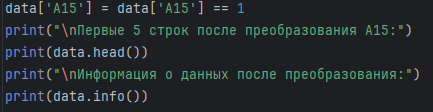 data['A15'] = data['A15'] == 1
print("\nПервые 5 строк после преобразования A15:")
print(data.head())
print("\nИнформация о данных после преобразования:")
print(data.info())